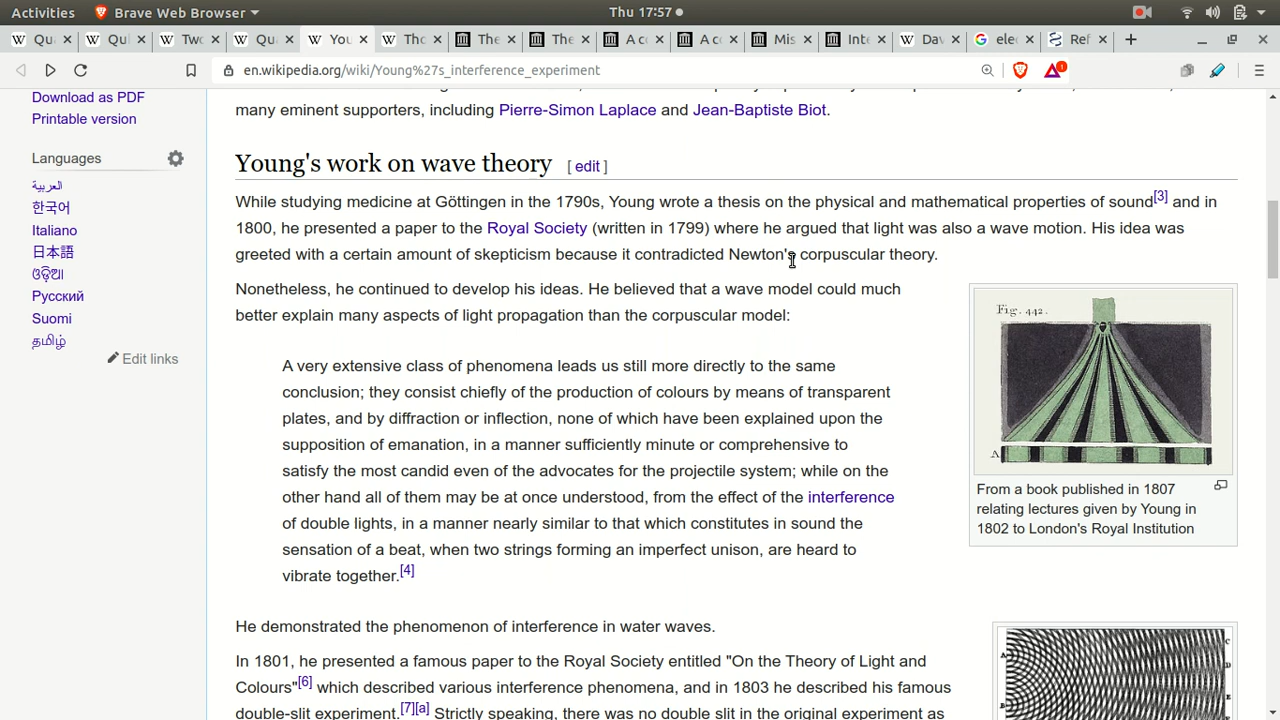 Activities Brave Web Browser Thu 17:57
Qua Qu Two Qua You Tho The The A co A co Mis Inte Dav elec Ref
en.wikipedia.org/wiki/Young%27s_interference_experiment
many eminent supporters, including Pierre-Simon Laplace and Jean-Baptiste Biot.
Download as PDF
Printable version
Languages
العربية
한국어
Italiano
日本語
ଓଡ଼ିଆ
Русский
Suomi
தமிழ்
Edit links
Young's work on wave theory [ edit ]
While studying medicine at Göttingen in the 1790s, Young wrote a thesis on the physical and mathematical properties of sound[3] and in
1800, he presented a paper to the Royal Society (written in 1799) where he argued that light was also a wave motion. His idea was
greeted with a certain amount of skepticism because it contradicted Newton's corpuscular theory.
Nonetheless, he continued to develop his ideas. He believed that a wave model could much
better explain many aspects of light propagation than the corpuscular model:
A very extensive class of phenomena leads us still more directly to the same
conclusion; they consist chiefly of the production of colours by means of transparent
plates, and by diffraction or inflection, none of which have been explained upon the
supposition of emanation, in a manner sufficiently minute or comprehensive to
satisfy the most candid even of the advocates for the projectile system; while on the
other hand all of them may be at once understood, from the effect of the interference
of double lights, in a manner nearly similar to that which constitutes in sound the
sensation of a beat, when two strings forming an imperfect unison, are heard to
vibrate together.[4]
Fig. 442.
A
From a book published in 1807
relating lectures given by Young in
1802 to London's Royal Institution
He demonstrated the phenomenon of interference in water waves.
In 1801, he presented a famous paper to the Royal Society entitled "On the Theory of Light and
Colours"[6] which described various interference phenomena, and in 1803 he described his famous
double-slit experiment.[7][a] Strictly speaking, there was no double slit in the original experiment as
A
B
C
D
E